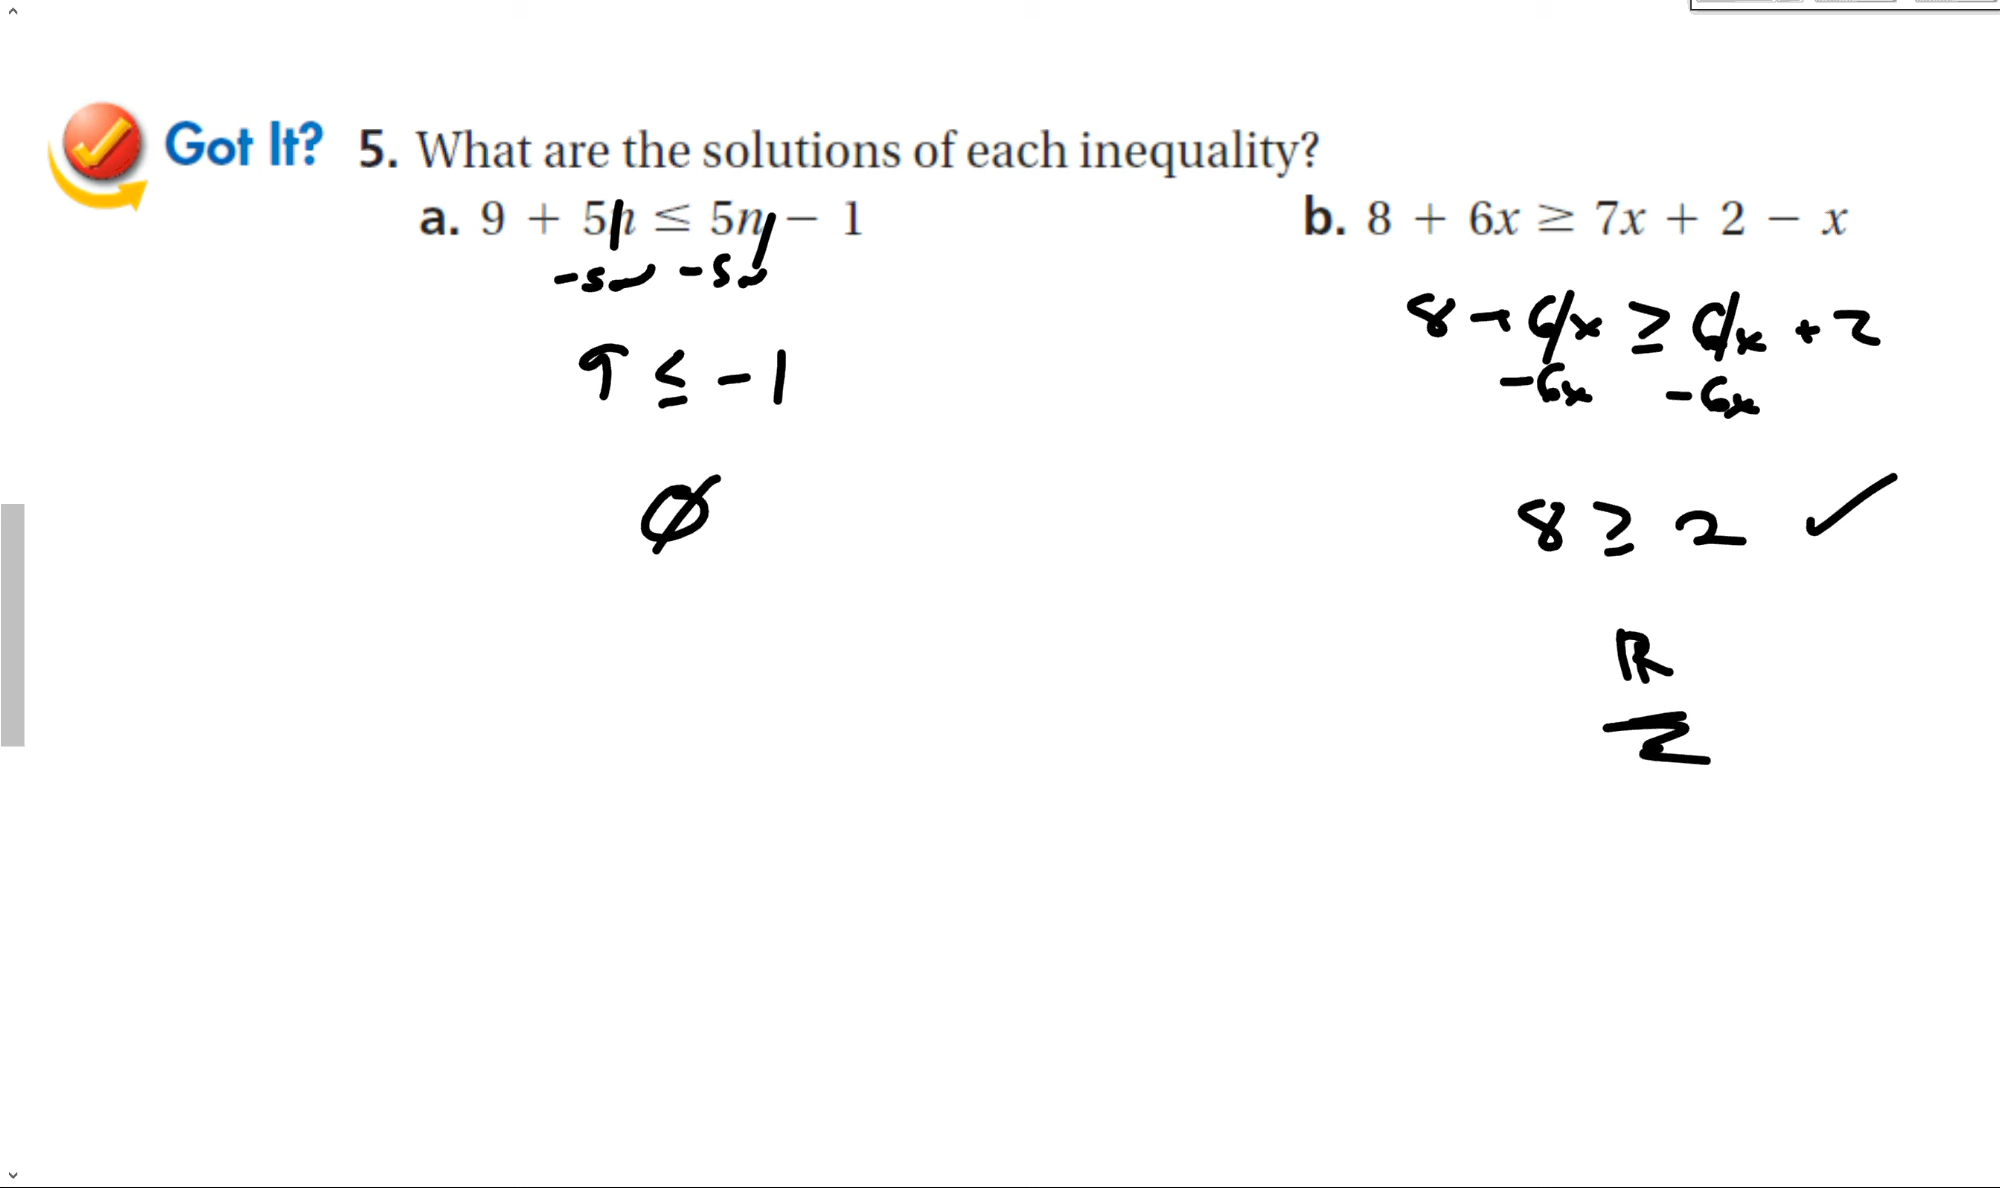 Got It? 5. What are the solutions of each inequality?
a. 9 + 5n ≤ 5n − 1
b. 8 + 6x ≥ 7x + 2 − x
-5n -5n
9 ≤ -1
Ø
8 + 6x ≥ 6x + 2
-6x -6x
8 ≥ 2 ✓
ℝ